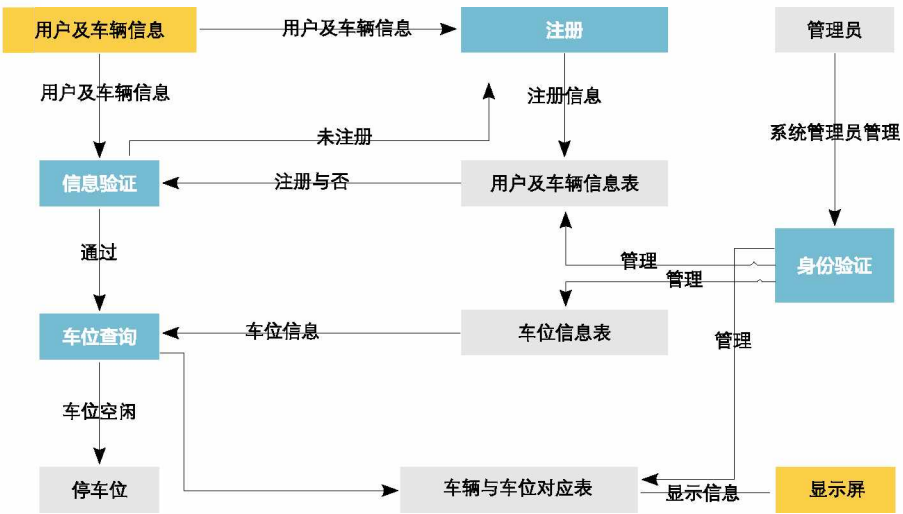 用户及车辆信息
用户及车辆信息
注册
管理员
用户及车辆信息
注册信息
未注册
系统管理员管理
信息验证
注册与否
用户及车辆信息表
通过
管理
身份验证
管理
车位查询
车位信息
车位信息表
管理
车位空闲
停车位
车辆与车位对应表
显示信息
显示屏